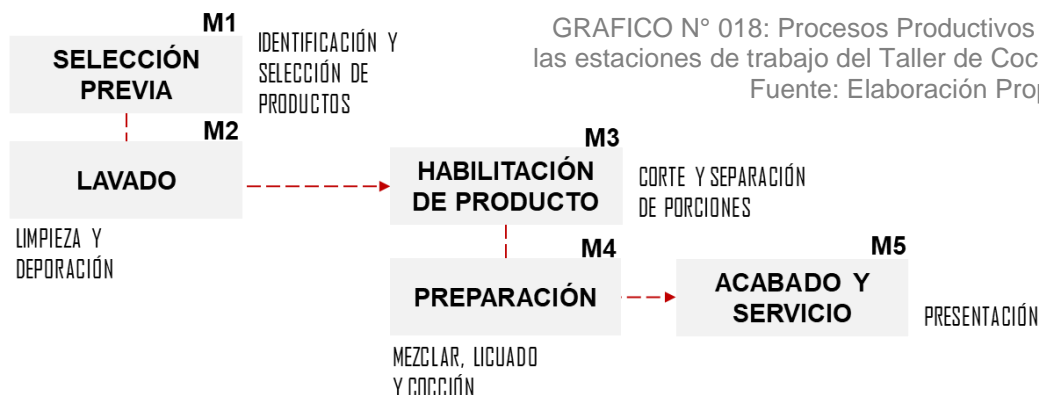 GRAFICO N° 018: Procesos Productivos
las estaciones de trabajo del Taller de
Fuente: Elaboración
M1
SELECCIÓN
PREVIA
IDENTIFICACIÓN Y
SELECCIÓN DE
PRODUCTOS
M2
LAVADO
LIMPIEZA Y
DEPORACIÓN
M3
HABILITACIÓN
DE PRODUCTO
CORTE Y SEPARACIÓN
DE PORCIONES
M4
PREPARACIÓN
MEZCLAR, LICUADO
Y COCCIÓN
M5
ACABADO Y
SERVICIO
PRESENTACIÓN